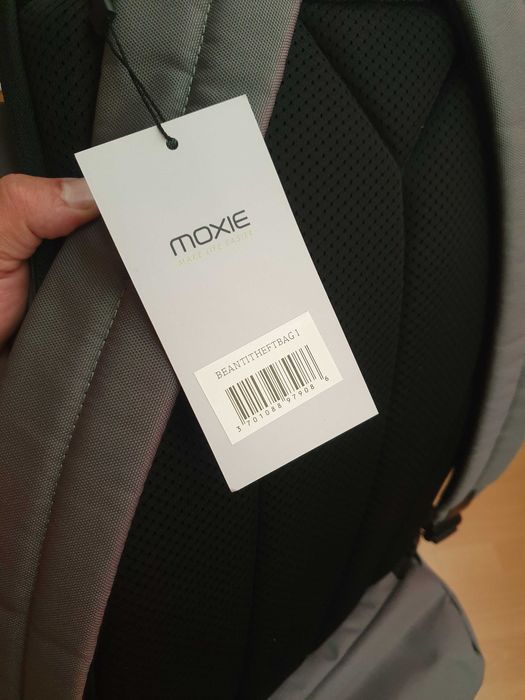 MOXIE
MAKE LIFE EASIER
BEANTITHEFTBAG1
3 701088 979086